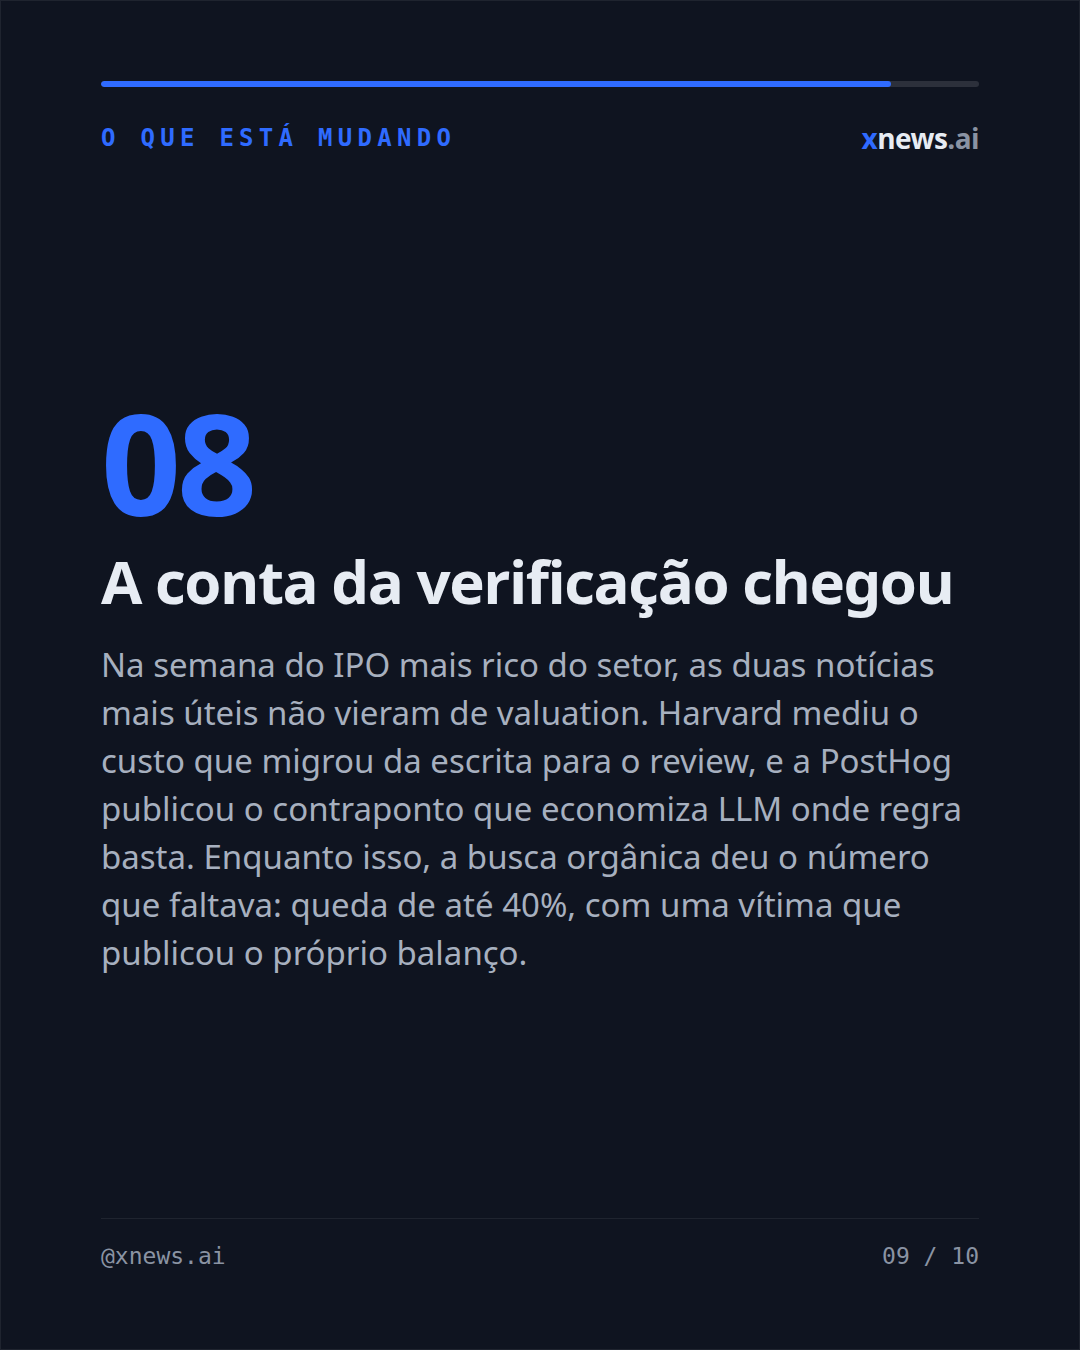 O QUE ESTÁ MUDANDO
xnews.ai
08
A conta da verificação chegou
Na semana do IPO mais rico do setor, as duas notícias
mais úteis não vieram de valuation. Harvard mediu o
custo que migrou da escrita para o review, e a PostHog
publicou o contraponto que economiza LLM onde regra
basta. Enquanto isso, a busca orgânica deu o número
que faltava: queda de até 40%, com uma vítima que
publicou o próprio balanço.
@xnews.ai
09 / 10